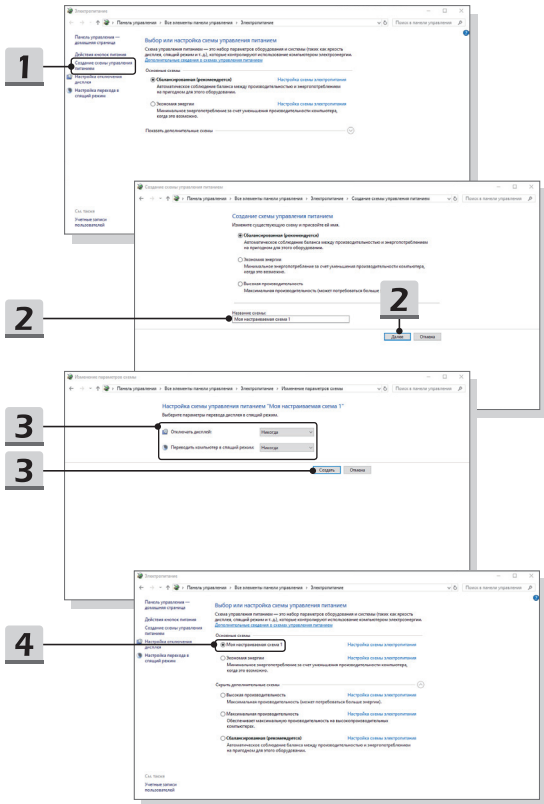 Электропитание
Панель управления › Все элементы панели управления › Электропитание
Поиск в панели управления
Панель управления — домашняя страница
Действия кнопок питания
Создание схемы управления питанием
Настройка отключения дисплея
Настройка перехода в спящий режим
См. также
Учетные записи пользователей
Выбор или настройка схемы управления питанием
Схема управления питанием — это набор параметров оборудования и системы (таких как яркость
дисплея, спящий режим и т. д.), которые контролируют использование компьютером электроэнергии.
Дополнительные сведения о схемах управления питанием
Основные схемы
Сбалансированная (рекомендуется)
Настройка схемы электропитания
Автоматическое соблюдение баланса между производительностью и энергопотреблением
на пригодном для этого оборудовании.
Экономия энергии
Настройка схемы электропитания
Минимальное энергопотребление за счет уменьшения производительности компьютера,
когда это возможно.
Показать дополнительные схемы
1
Создание схемы управления питанием
Панель управления › Все элементы панели управления › Электропитание › Создание схемы управления питанием
Поиск в панели управления
Создание схемы управления питанием
Измените существующую схему и присвойте ей имя.
Сбалансированная (рекомендуется)
Автоматическое соблюдение баланса между производительностью и энергопотреблением
на пригодном для этого оборудовании.
Экономия энергии
Минимальное энергопотребление за счет уменьшения производительности компьютера,
когда это возможно.
Высокая производительность
Максимальная производительность (может потребоваться больше
Название схемы:
Моя настраиваемая схема 1
2
2
Далее
Отмена
Изменение параметров схемы
Панель управления › Все элементы панели управления › Электропитание › Изменение параметров схемы
Поиск в панели управления
Настройка схемы управления питанием "Моя настраиваемая схема 1"
Выберите параметры перехода дисплея в спящий режим.
Отключать дисплей:
Никогда
Переводить компьютер в спящий режим:
Никогда
3
3
Создать
Отмена
Электропитание
Панель управления › Все элементы панели управления › Электропитание
Поиск в панели управления
Панель управления —
домашняя страница
Действия кнопок питания
Создание схемы управления
питанием
Настройка отключения
дисплея
Настройка перехода в
спящий режим
См. также
Учетные записи
пользователей
Выбор или настройка схемы управления питанием
Схема управления питанием — это набор параметров оборудования и системы (таких как яркость
дисплея, спящий режим и т. д.), которые контролируют использование компьютером электроэнергии.
Дополнительные сведения о схемах управления питанием
Основные схемы
4
Моя настраиваемая схема 1
Настройка схемы электропитания
Экономия энергии
Настройка схемы электропитания
Минимальное энергопотребление за счет уменьшения производительности компьютера,
когда это возможно.
Скрыть дополнительные схемы
Высокая производительность
Настройка схемы электропитания
Максимальная производительность (может потребоваться больше энергии).
Максимальная производительность
Настройка схемы электропитания
Обеспечивает максимальную производительность на высокопроизводительных
компьютерах.
Сбалансированная (рекомендуется)
Настройка схемы электропитания
Автоматическое соблюдение баланса между производительностью и энергопотреблением
на пригодном для этого оборудовании.